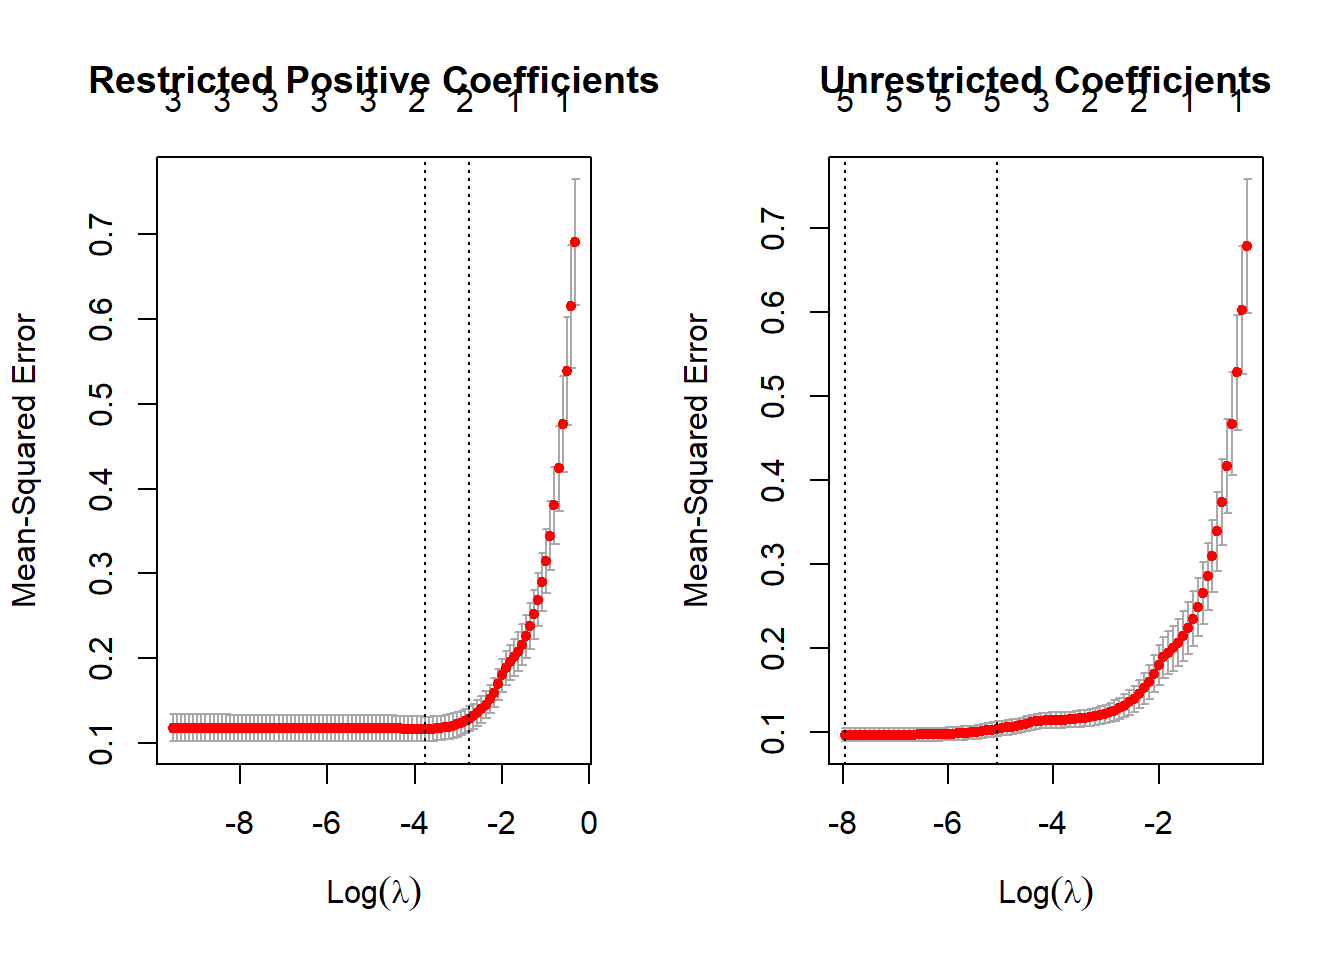 Restricted Positive Coefficients
3 3 3 3 3 2 2 1 1
Mean-Squared Error
0.7
0.6
0.5
0.4
0.3
0.2
0.1
-8 -6 -4 -2 0
Log(λ)
Unrestricted Coefficients
5 5 5 5 3 2 2 1 1
Mean-Squared Error
0.7
0.6
0.5
0.4
0.3
0.2
0.1
-8 -6 -4 -2
Log(λ)